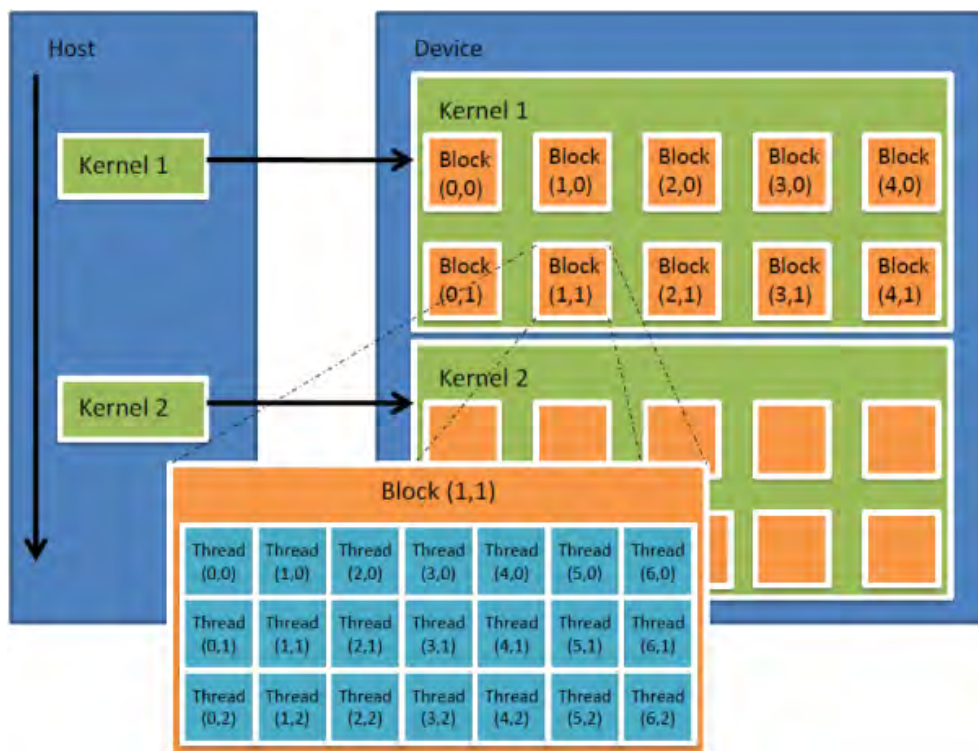 Host
Device
Kernel 1
Kernel 1
Block
(0,0)
Block
(1,0)
Block
(2,0)
Block
(3,0)
Block
(4,0)
Block
(0,1)
Block
(1,1)
Block
(2,1)
Block
(3,1)
Block
(4,1)
Kernel 2
Kernel 2
Block (1,1)
Thread
(0,0)
Thread
(1,0)
Thread
(2,0)
Thread
(3,0)
Thread
(4,0)
Thread
(5,0)
Thread
(6,0)
Thread
(0,1)
Thread
(1,1)
Thread
(2,1)
Thread
(3,1)
Thread
(4,1)
Thread
(5,1)
Thread
(6,1)
Thread
(0,2)
Thread
(1,2)
Thread
(2,2)
Thread
(3,2)
Thread
(4,2)
Thread
(5,2)
Thread
(6,2)